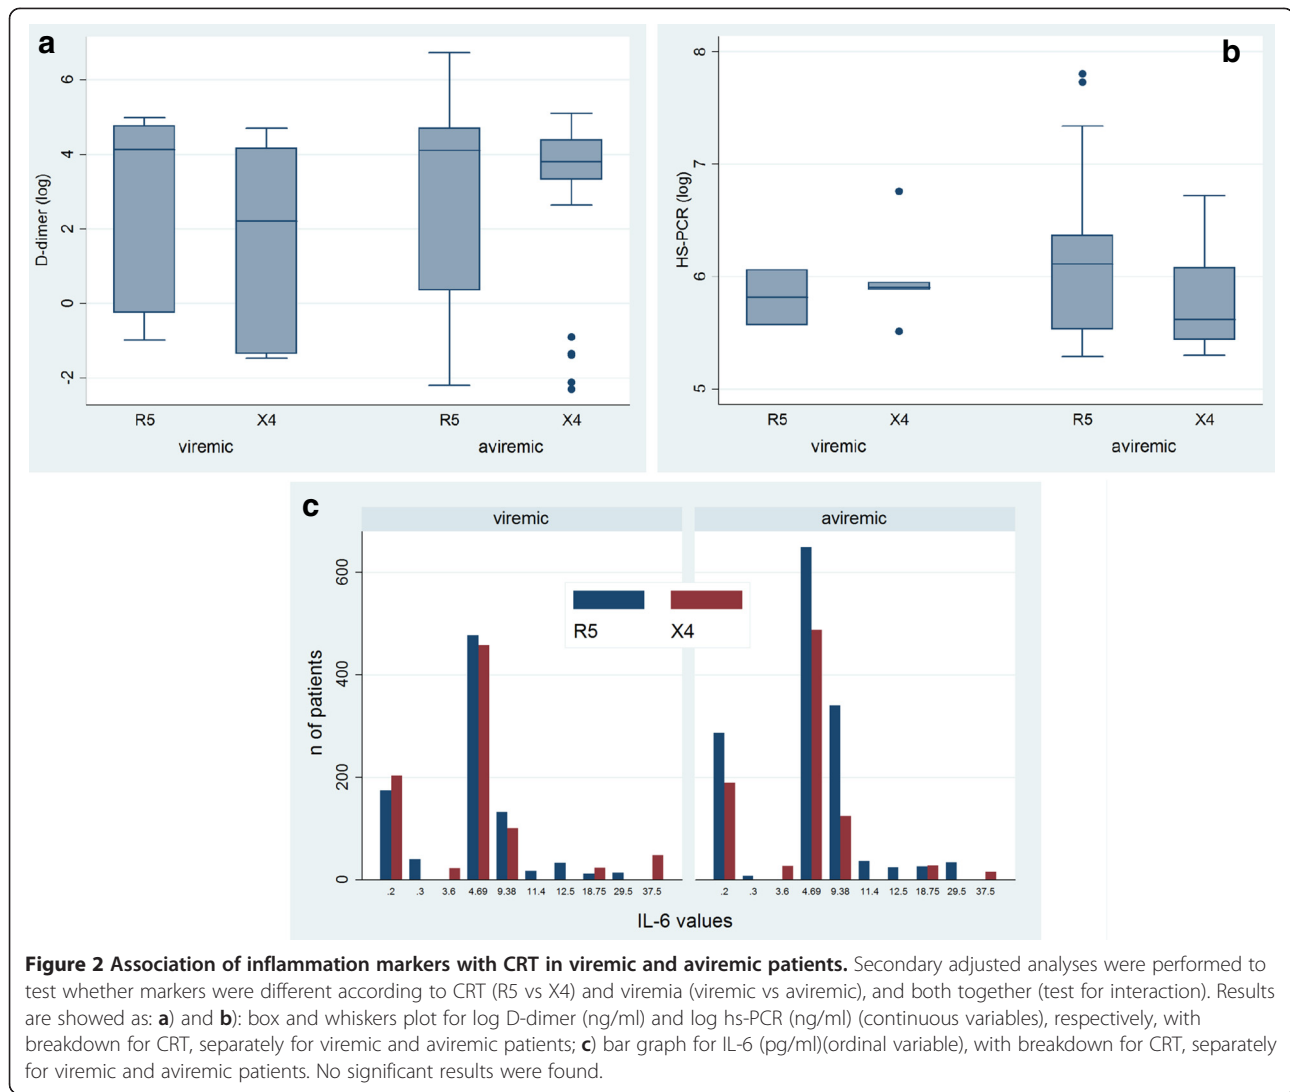 a
D-dimer (log)
6
4
2
0
-2
R5 X4 R5 X4
viremic aviremic
b
HS-PCR (log)
8
7
6
5
R5 X4 R5 X4
viremic aviremic
c
viremic aviremic
n of patients
600
400
200
0
R5 X4
.2 .3 3.6 4.69 9.38 11.4 12.5 18.75 29.5 37.5 .2 .3 3.6 4.69 9.38 11.4 12.5 18.75 29.5 37.5
IL-6 values
Figure 2 Association of inflammation markers with CRT in viremic and aviremic patients. Secondary adjusted analyses were performed to
test whether markers were different according to CRT (R5 vs X4) and viremia (viremic vs aviremic), and both together (test for interaction). Results
are showed as: a) and b): box and whiskers plot for log D-dimer (ng/ml) and log hs-PCR (ng/ml) (continuous variables), respectively, with
breakdown for CRT, separately for viremic and aviremic patients; c) bar graph for IL-6 (pg/ml)(ordinal variable), with breakdown for CRT, separately
for viremic and aviremic patients. No significant results were found.